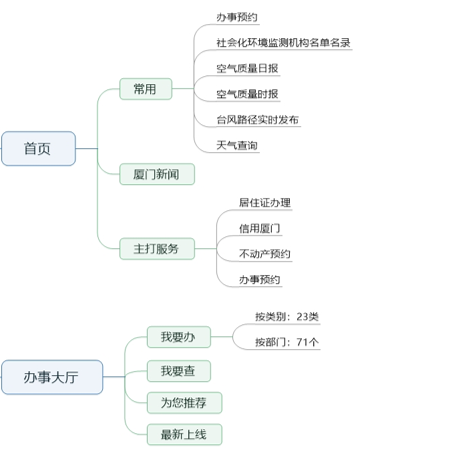 首页
常用
办事预约
社会化环境监测机构名单名录
空气质量日报
空气质量时报
台风路径实时发布
天气查询
厦门新闻
主打服务
居住证办理
信用厦门
不动产预约
办事预约
办事大厅
我要办
按类别：23类
按部门：71个
我要查
为您推荐
最新上线